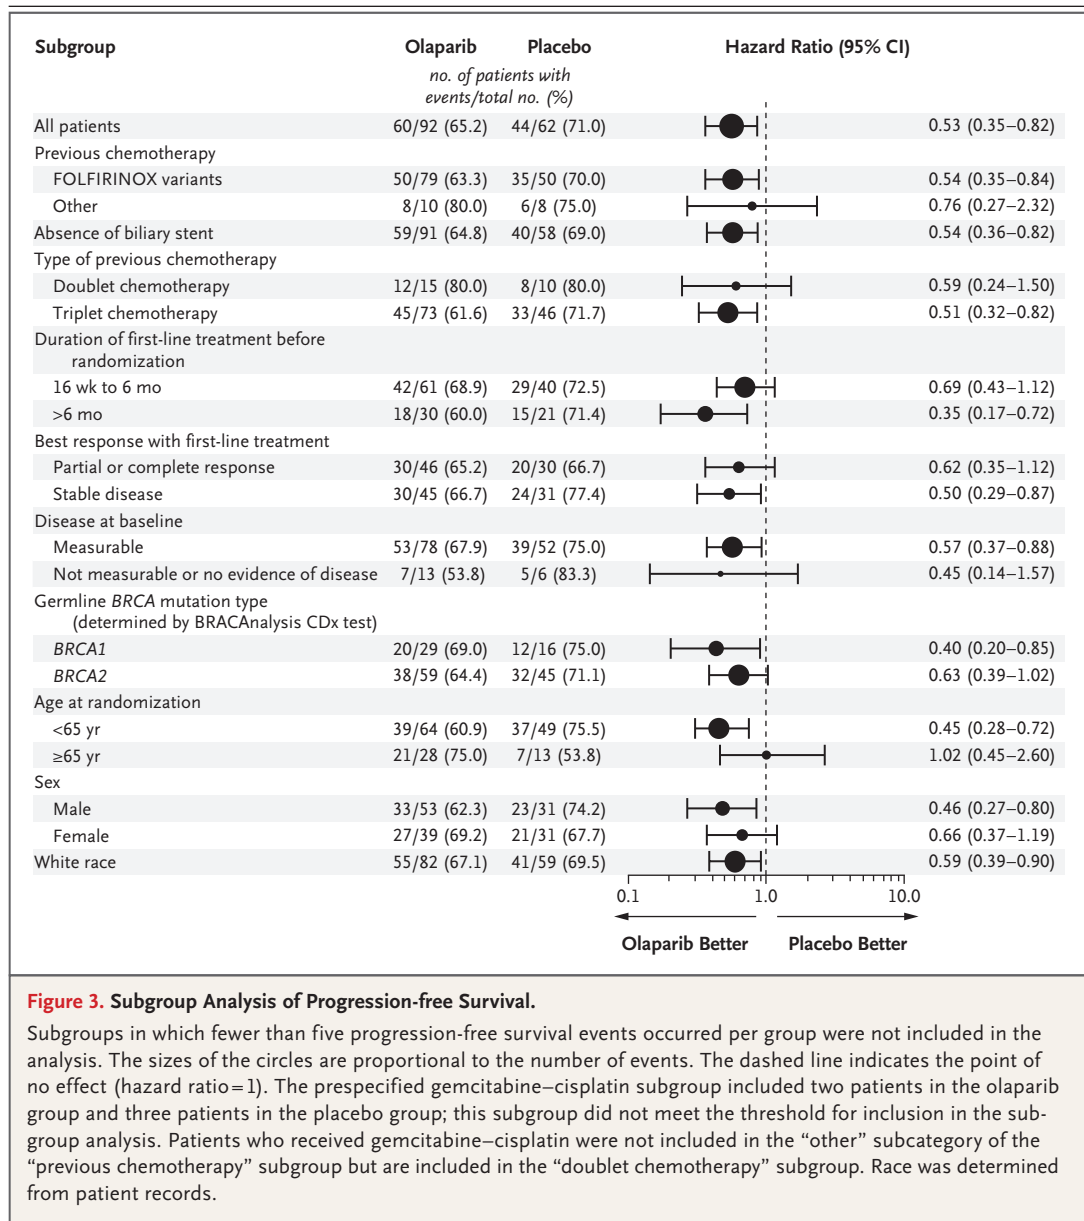 Subgroup Olaparib Placebo Hazard Ratio (95% CI)
no. of patients with
events/total no. (%)
All patients 60/92 (65.2) 44/62 (71.0) 0.53 (0.35–0.82)
Previous chemotherapy
FOLFIRINOX variants 50/79 (63.3) 35/50 (70.0) 0.54 (0.35–0.84)
Other 8/10 (80.0) 6/8 (75.0) 0.76 (0.27–2.32)
Absence of biliary stent 59/91 (64.8) 40/58 (69.0) 0.54 (0.36–0.82)
Type of previous chemotherapy
Doublet chemotherapy 12/15 (80.0) 8/10 (80.0) 0.59 (0.24–1.50)
Triplet chemotherapy 45/73 (61.6) 33/46 (71.7) 0.51 (0.32–0.82)
Duration of first-line treatment before
randomization
16 wk to 6 mo 42/61 (68.9) 29/40 (72.5) 0.69 (0.43–1.12)
>6 mo 18/30 (60.0) 15/21 (71.4) 0.35 (0.17–0.72)
Best response with first-line treatment
Partial or complete response 30/46 (65.2) 20/30 (66.7) 0.62 (0.35–1.12)
Stable disease 30/45 (66.7) 24/31 (77.4) 0.50 (0.29–0.87)
Disease at baseline
Measurable 53/78 (67.9) 39/52 (75.0) 0.57 (0.37–0.88)
Not measurable or no evidence of disease 7/13 (53.8) 5/6 (83.3) 0.45 (0.14–1.57)
Germline BRCA mutation type
(determined by BRACAnalysis CDx test)
BRCA1 20/29 (69.0) 12/16 (75.0) 0.40 (0.20–0.85)
BRCA2 38/59 (64.4) 32/45 (71.1) 0.63 (0.39–1.02)
Age at randomization
<65 yr 39/64 (60.9) 37/49 (75.5) 0.45 (0.28–0.72)
≥65 yr 21/28 (75.0) 7/13 (53.8) 1.02 (0.45–2.60)
Sex
Male 33/53 (62.3) 23/31 (74.2) 0.46 (0.27–0.80)
Female 27/39 (69.2) 21/31 (67.7) 0.66 (0.37–1.19)
White race 55/82 (67.1) 41/59 (69.5) 0.59 (0.39–0.90)
0.1 1.0 10.0
Olaparib Better Placebo Better
Figure 3. Subgroup Analysis of Progression-free Survival.
Subgroups in which fewer than five progression-free survival events occurred per group were not included in the
analysis. The sizes of the circles are proportional to the number of events. The dashed line indicates the point of
no effect (hazard ratio=1). The prespecified gemcitabine–cisplatin subgroup included two patients in the olaparib
group and three patients in the placebo group; this subgroup did not meet the threshold for inclusion in the sub-
group analysis. Patients who received gemcitabine–cisplatin were not included in the “other” subcategory of the
“previous chemotherapy” subgroup but are included in the “doublet chemotherapy” subgroup. Race was determined
from patient records.